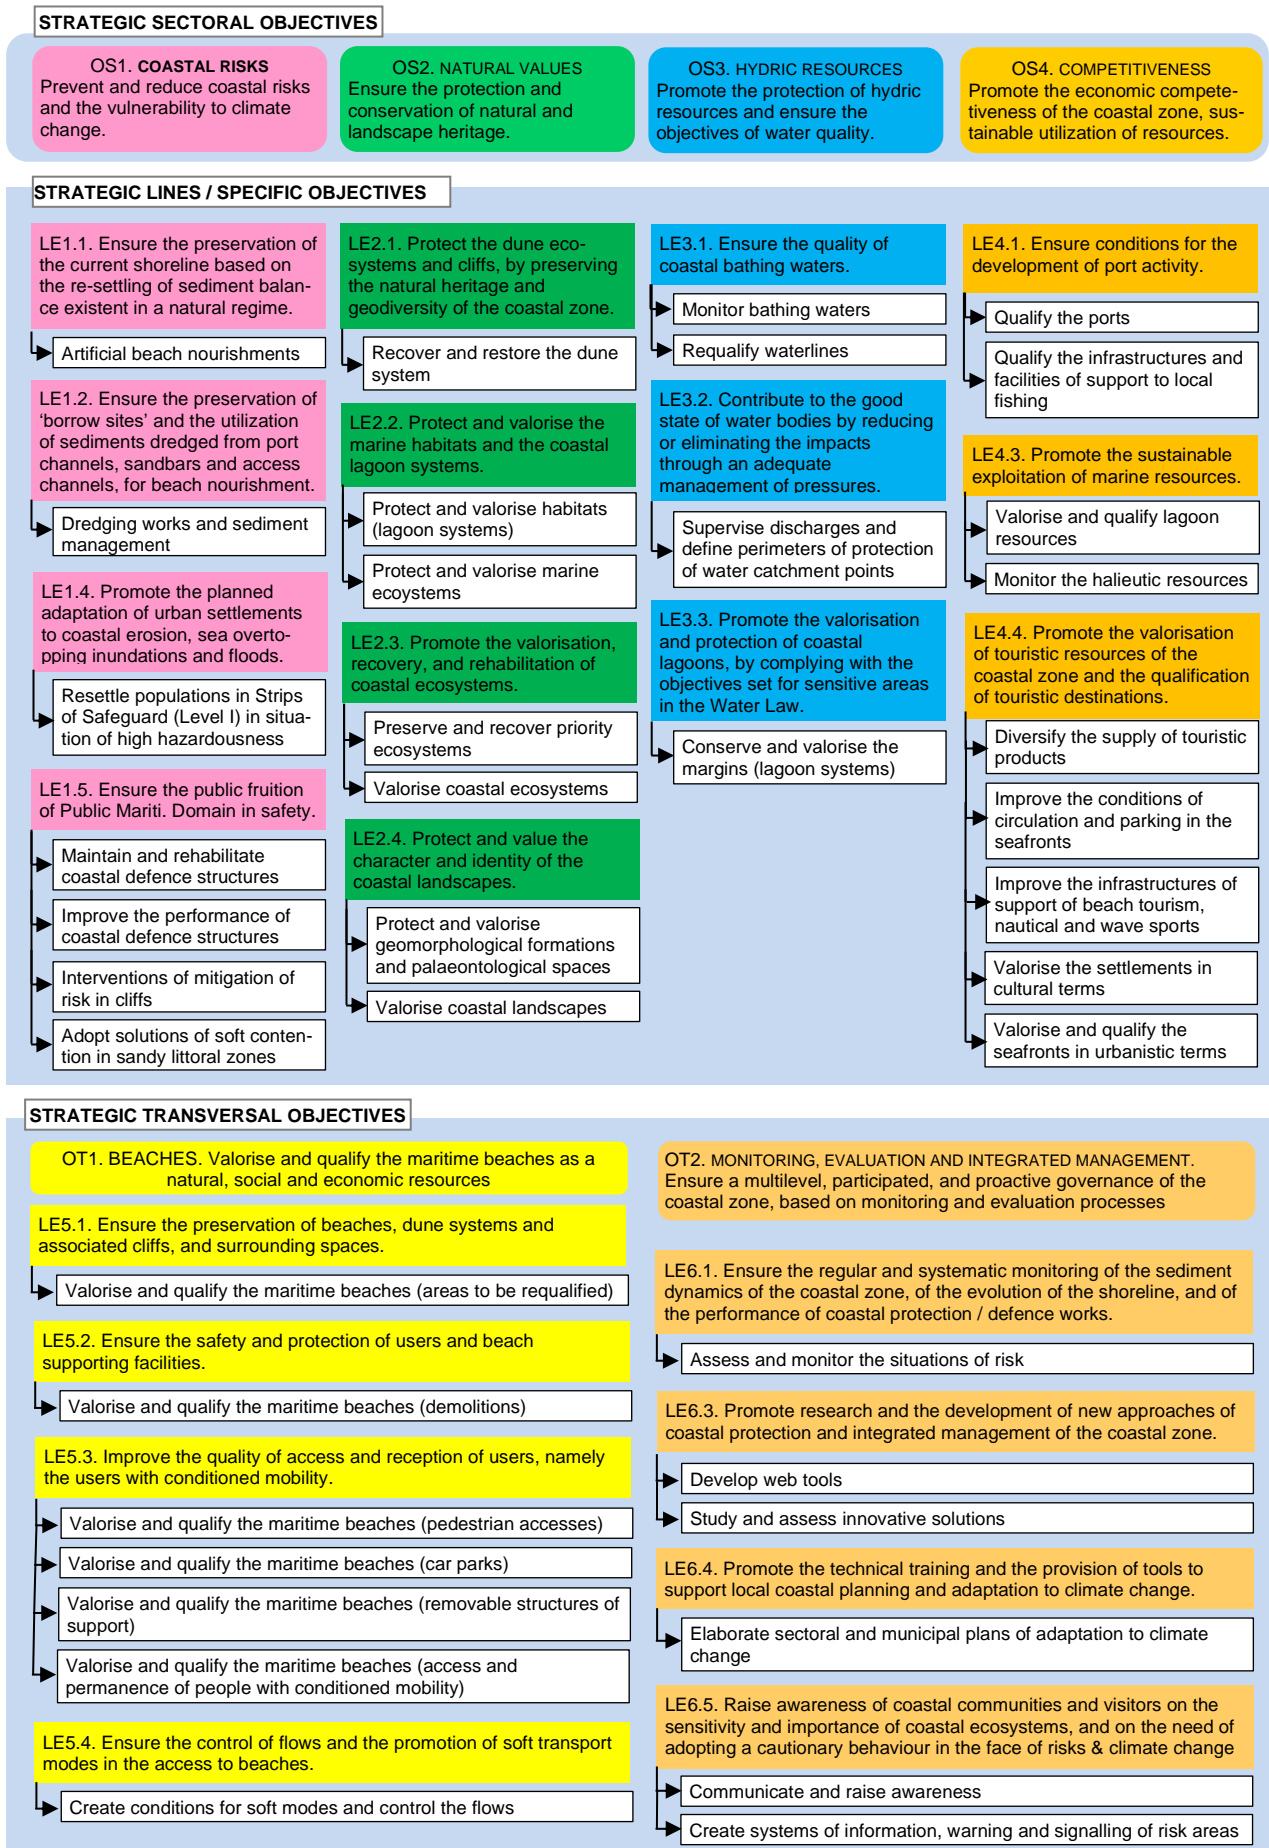 STRATEGIC SECTORAL OBJECTIVES
OS1. COASTAL RISKS
Prevent and reduce coastal risks
and the vulnerability to climate
change.
OS2. NATURAL VALUES
Ensure the protection and
conservation of natural and
landscape heritage.
OS3. HYDRIC RESOURCES
Promote the protection of hydric
resources and ensure the
objectives of water quality.
OS4. COMPETITIVENESS
Promote the economic compete-
tiveness of the coastal zone, sus-
tainable utilization of resources.
STRATEGIC LINES / SPECIFIC OBJECTIVES
LE1.1. Ensure the preservation of
the current shoreline based on
the re-settling of sediment balan-
ce existent in a natural regime.
Artificial beach nourishments
LE1.2. Ensure the preservation of
‘borrow sites’ and the utilization
of sediments dredged from port
channels, sandbars and access
channels, for beach nourishment.
Dredging works and sediment
management
LE1.4. Promote the planned
adaptation of urban settlements
to coastal erosion, sea overto-
pping inundations and floods.
Resettle populations in Strips
of Safeguard (Level I) in situa-
tion of high hazardousness
LE1.5. Ensure the public fruition
of Public Mariti. Domain in safety.
Maintain and rehabilitate
coastal defence structures
Improve the performance of
coastal defence structures
Interventions of mitigation of
risk in cliffs
Adopt solutions of soft conten-
tion in sandy littoral zones
LE2.1. Protect the dune eco-
systems and cliffs, by preserving
the natural heritage and
geodiversity of the coastal zone.
Recover and restore the dune
system
LE2.2. Protect and valorise the
marine habitats and the coastal
lagoon systems.
Protect and valorise habitats
(lagoon systems)
Protect and valorise marine
ecoystems
LE2.3. Promote the valorisation,
recovery, and rehabilitation of
coastal ecosystems.
Preserve and recover priority
ecosystems
Valorise coastal ecosystems
LE2.4. Protect and value the
character and identity of the
coastal landscapes.
Protect and valorise
geomorphological formations
and palaeontological spaces
Valorise coastal landscapes
LE3.1. Ensure the quality of
coastal bathing waters.
Monitor bathing waters
Requalify waterlines
LE3.2. Contribute to the good
state of water bodies by reducing
or eliminating the impacts
through an adequate
management of pressures.
Supervise discharges and
define perimeters of protection
of water catchment points
LE3.3. Promote the valorisation
and protection of coastal
lagoons, by complying with the
objectives set for sensitive areas
in the Water Law.
Conserve and valorise the
margins (lagoon systems)
LE4.1. Ensure conditions for the
development of port activity.
Qualify the ports
Qualify the infrastructures and
facilities of support to local
fishing
LE4.3. Promote the sustainable
exploitation of marine resources.
Valorise and qualify lagoon
resources
Monitor the halieutic resources
LE4.4. Promote the valorisation
of touristic resources of the
coastal zone and the qualification
of touristic destinations.
Diversify the supply of touristic
products
Improve the conditions of
circulation and parking in the
seafronts
Improve the infrastructures of
support of beach tourism,
nautical and wave sports
Valorise the settlements in
cultural terms
Valorise and qualify the
seafronts in urbanistic terms
STRATEGIC TRANSVERSAL OBJECTIVES
OT1. BEACHES. Valorise and qualify the maritime beaches as a
natural, social and economic resources
LE5.1. Ensure the preservation of beaches, dune systems and
associated cliffs, and surrounding spaces.
Valorise and qualify the maritime beaches (areas to be requalified)
LE5.2. Ensure the safety and protection of users and beach
supporting facilities.
Valorise and qualify the maritime beaches (demolitions)
LE5.3. Improve the quality of access and reception of users, namely
the users with conditioned mobility.
Valorise and qualify the maritime beaches (pedestrian accesses)
Valorise and qualify the maritime beaches (car parks)
Valorise and qualify the maritime beaches (removable structures of
support)
Valorise and qualify the maritime beaches (access and
permanence of people with conditioned mobility)
LE5.4. Ensure the control of flows and the promotion of soft transport
modes in the access to beaches.
Create conditions for soft modes and control the flows
OT2. MONITORING, EVALUATION AND INTEGRATED MANAGEMENT.
Ensure a multilevel, participated, and proactive governance of the
coastal zone, based on monitoring and evaluation processes
LE6.1. Ensure the regular and systematic monitoring of the sediment
dynamics of the coastal zone, of the evolution of the shoreline, and of
the performance of coastal protection / defence works.
Assess and monitor the situations of risk
LE6.3. Promote research and the development of new approaches of
coastal protection and integrated management of the coastal zone.
Develop web tools
Study and assess innovative solutions
LE6.4. Promote the technical training and the provision of tools to
support local coastal planning and adaptation to climate change.
Elaborate sectoral and municipal plans of adaptation to climate
change
LE6.5. Raise awareness of coastal communities and visitors on the
sensitivity and importance of coastal ecosystems, and on the need of
adopting a cautionary behaviour in the face of risks & climate change
Communicate and raise awareness
Create systems of information, warning and signalling of risk areas